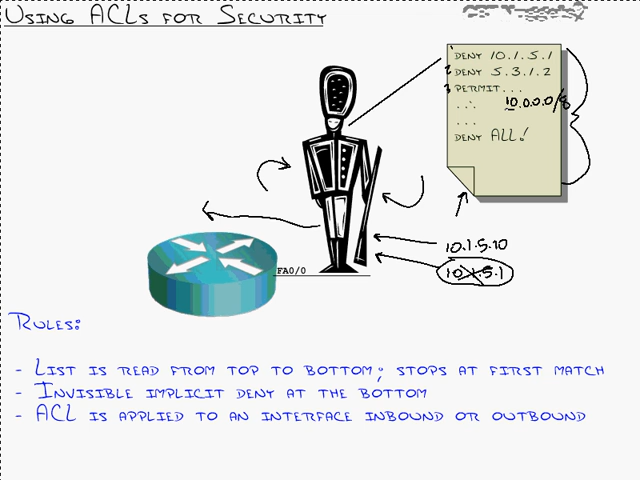 Using ACLs for Security
1 Deny 10.1.5.1
2 Deny 5.3.1.2
3 Permit...
... 10.0.0.0/8
...
Deny ALL!
10.1.5.10
10.1.5.1
FA0/0
Rules:
- List is read from top to bottom; stops at first match
- Invisible implicit deny at the bottom
- ACL is applied to an interface inbound or outbound